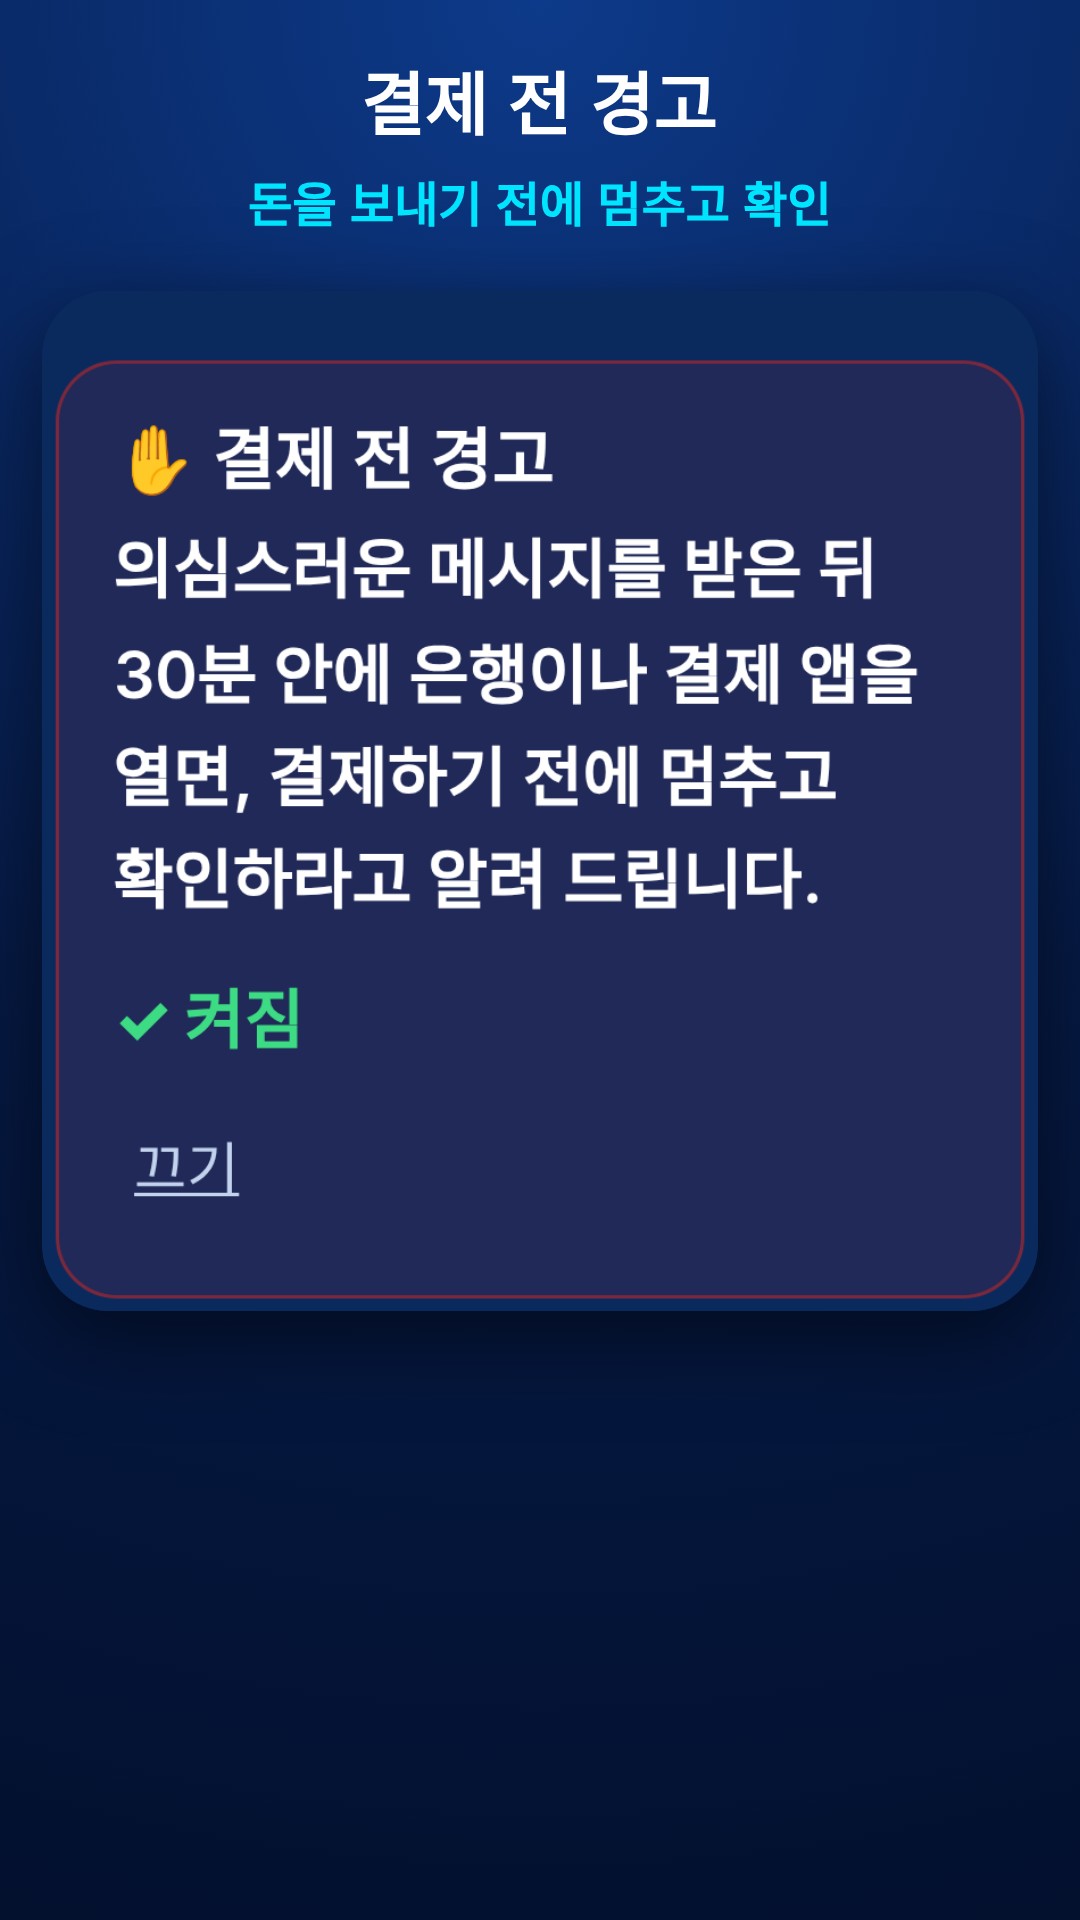 결제 전 경고
돈을 보내기 전에 멈추고 확인
✋ 결제 전 경고
의심스러운 메시지를 받은 뒤
30분 안에 은행이나 결제 앱을
열면, 결제하기 전에 멈추고
확인하라고 알려 드립니다.
✓ 켜짐
끄기